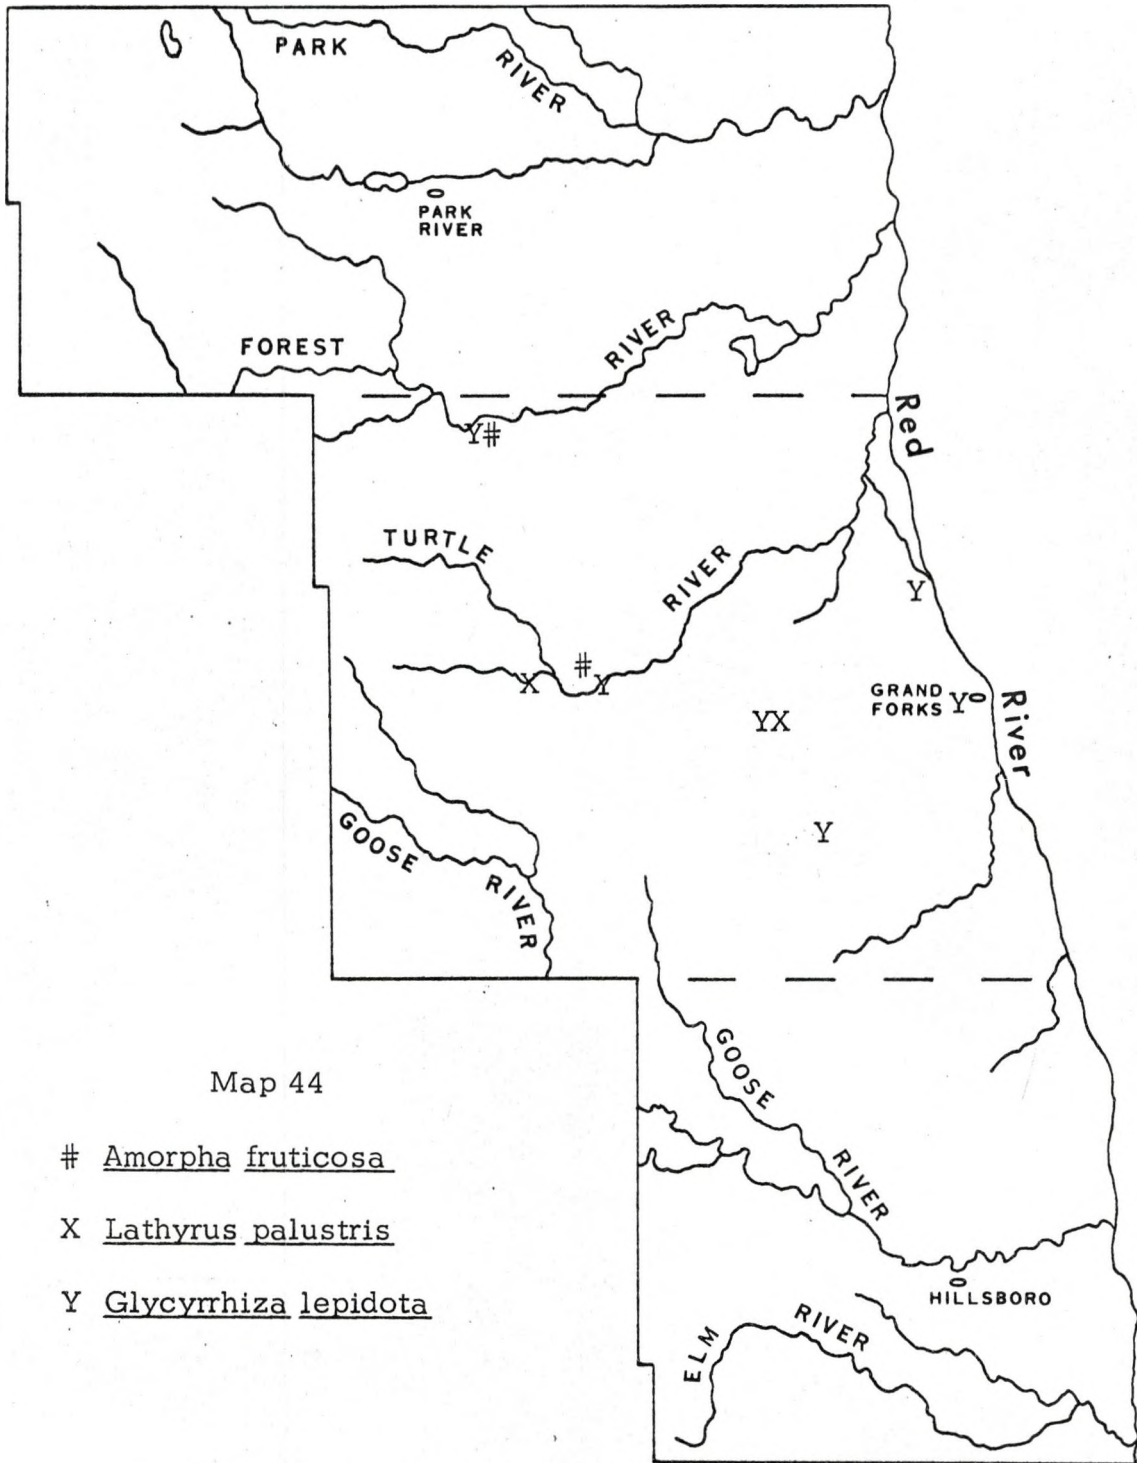 PARK
RIVER
PARK
RIVER
FOREST
RIVER
Red
Y#
TURTLE
RIVER
Y
#
X
Y
GRAND
FORKS
Y
River
YX
Y
GOOSE
RIVER
GOOSE
RIVER
HILLSBORO
ELM
RIVER
Map 44
# Amorpha fruticosa
X Lathyrus palustris
Y Glycyrrhiza lepidota